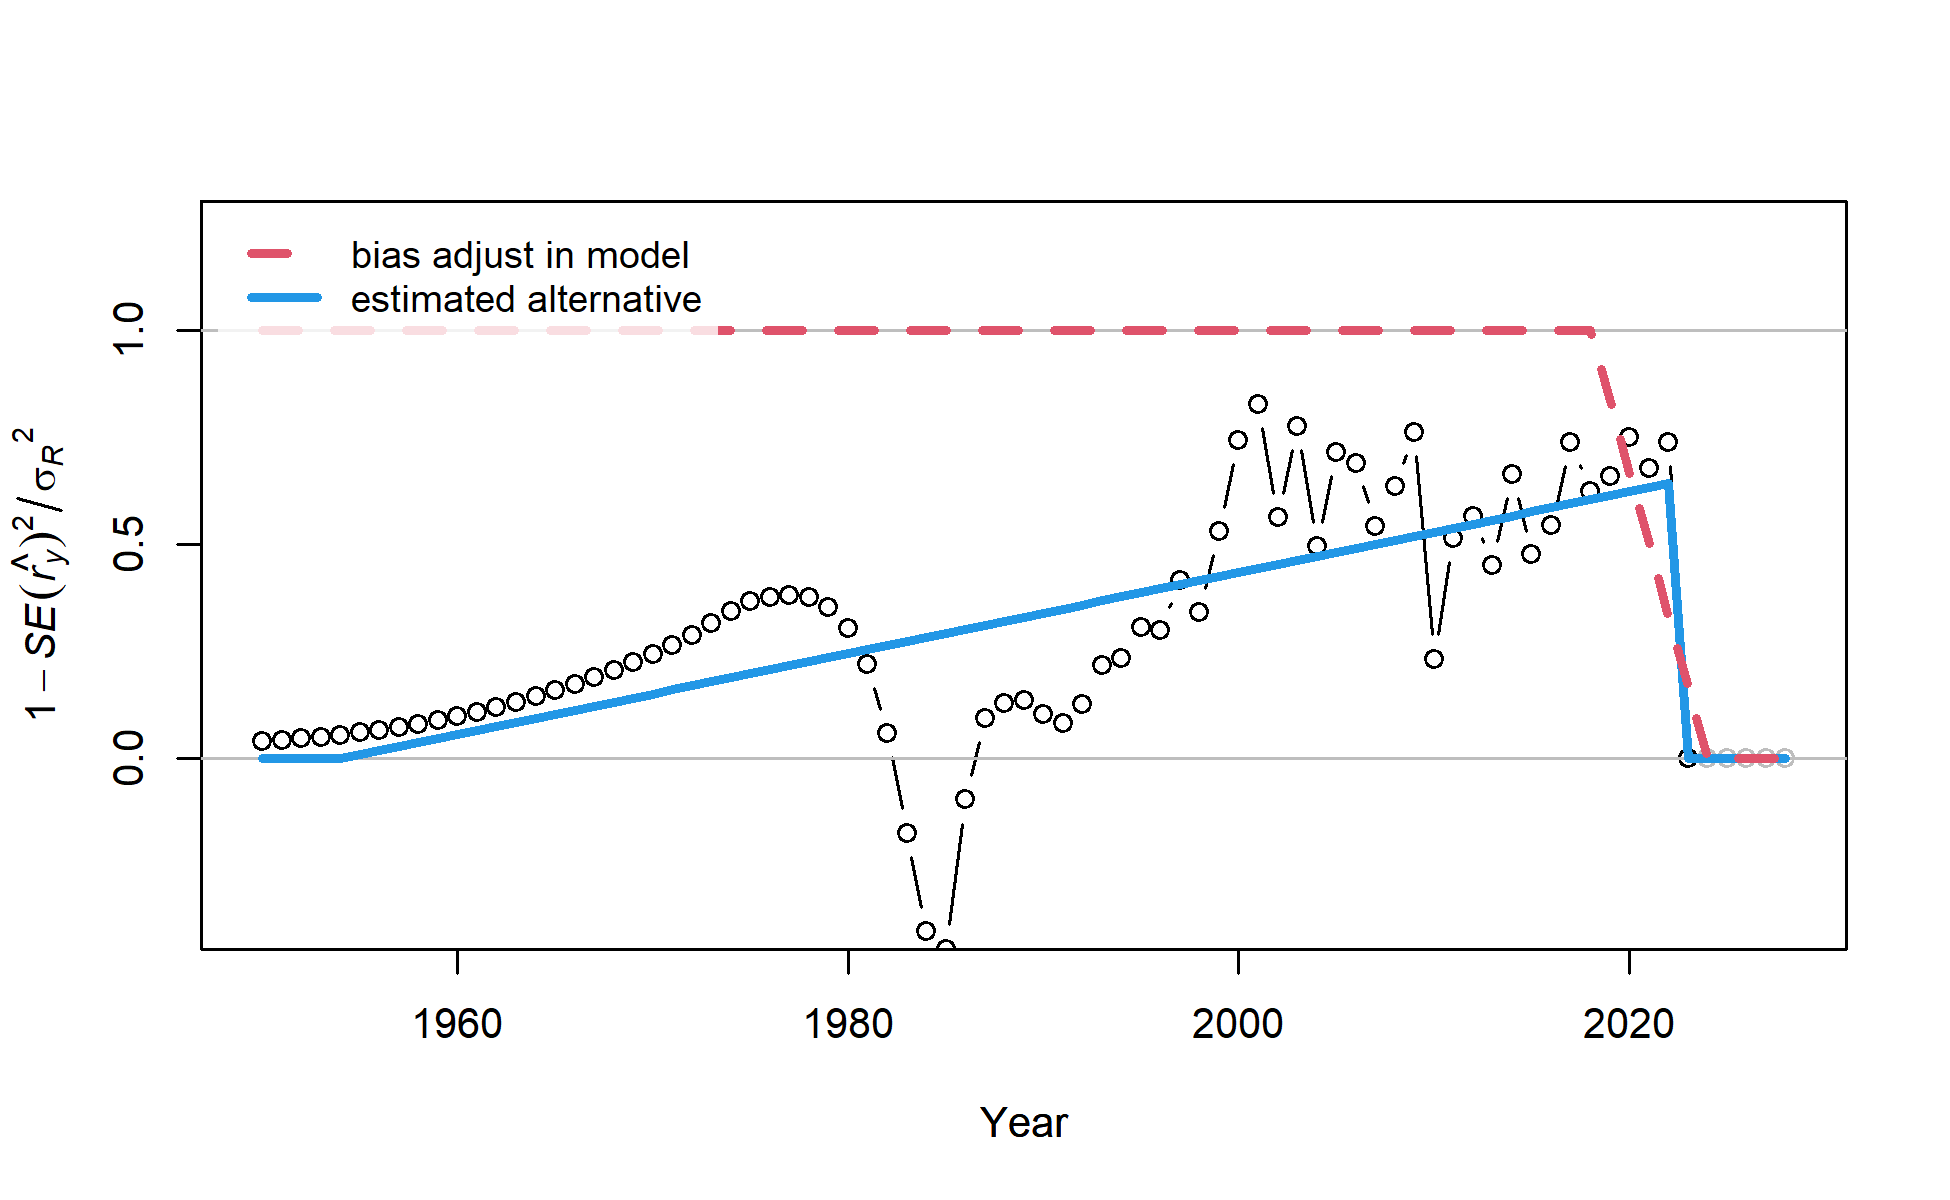 bias adjust in model
estimated alternative
1 − SE(r̂y)² / σR²
1.0
0.5
0.0
1960 1980 2000 2020
Year